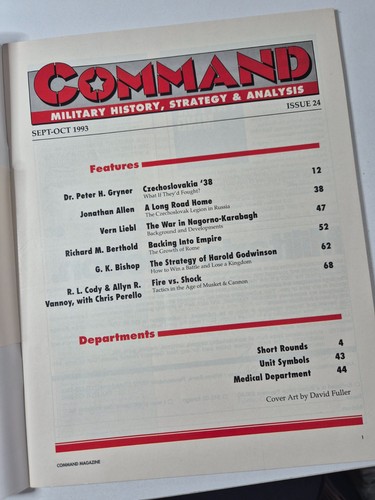 COMMAND
MILITARY HISTORY, STRATEGY & ANALYSIS
SEPT-OCT 1993 ISSUE 24
Features
Dr. Peter H. Gryner Czechoslovakia '38 12
What if They'd Fought?
Jonathan Allen A Long Road Home 38
The Czechoslovak Legion in Russia
Vern Liebl The War in Nagorno-Karabagh 47
Background and Developments
Richard M. Berthold Backing Into Empire 52
The Growth of Rome
G. K. Bishop The Strategy of Harold Godwinson 62
How to Win a Battle and Lose a Kingdom
R. L. Cody & Allyn R. Fire vs. Shock 68
Vannoy, with Chris Perello Tactics in the Age of Musket & Cannon
Departments
Short Rounds 4
Unit Symbols 43
Medical Department 44
Cover Art by David Fuller
COMMAND MAGAZINE 1